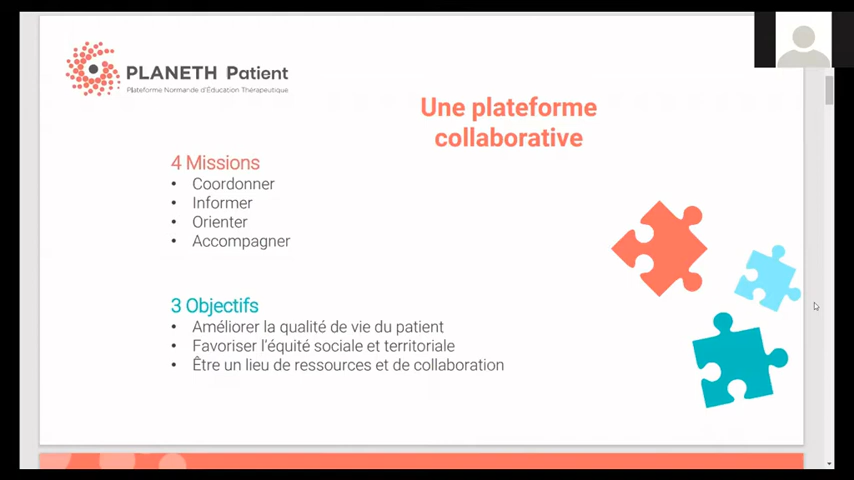 PLANETH Patient
Plateforme Normande d'Éducation Thérapeutique
Une plateforme
collaborative
4 Missions
• Coordonner
• Informer
• Orienter
• Accompagner
3 Objectifs
• Améliorer la qualité de vie du patient
• Favoriser l'équité sociale et territoriale
• Être un lieu de ressources et de collaboration